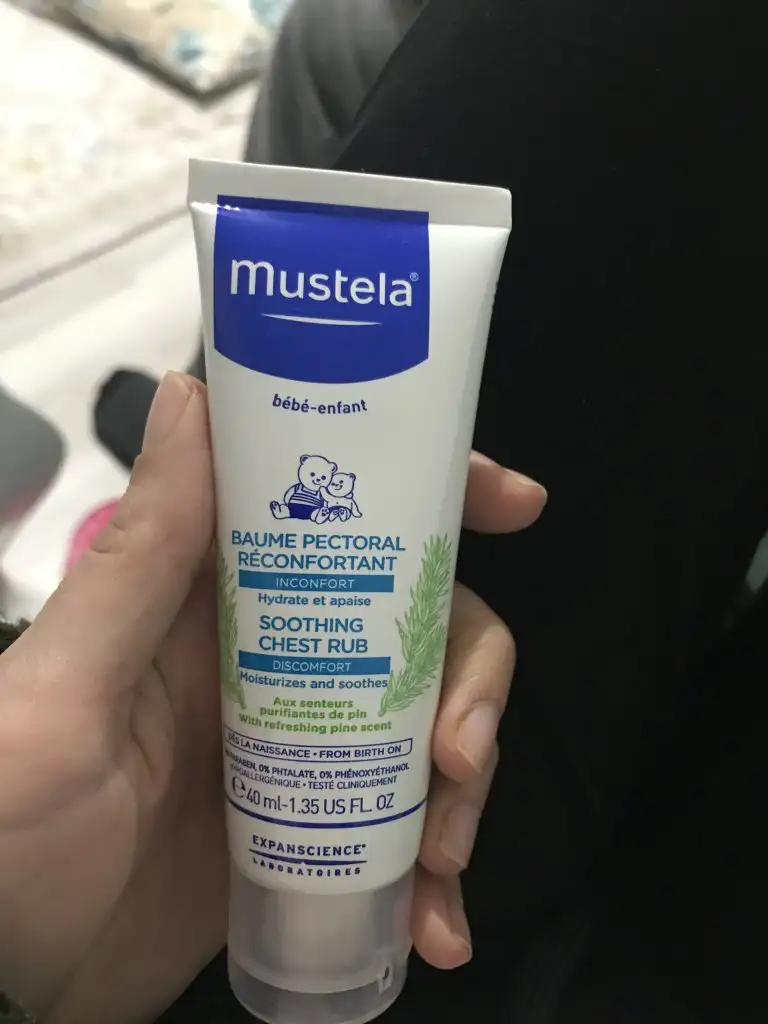 mustela®
bébé-enfant
BAUME PECTORAL
RÉCONFORTANT
INCONFORT
Hydrate et apaise
SOOTHING
CHEST RUB
DISCOMFORT
Moisturizes and soothes
Aux senteurs
purifiantes de pin
With refreshing pine scent
LA NAISSANCE • FROM BIRTH ON
0% PHTALATE, 0% PHÉNOXYÉTHANOL
• TESTÉ CLINIQUEMENT
℮ 40 ml-1.35 US FL. OZ
EXPANSCIENCE®
LABORATOIRES